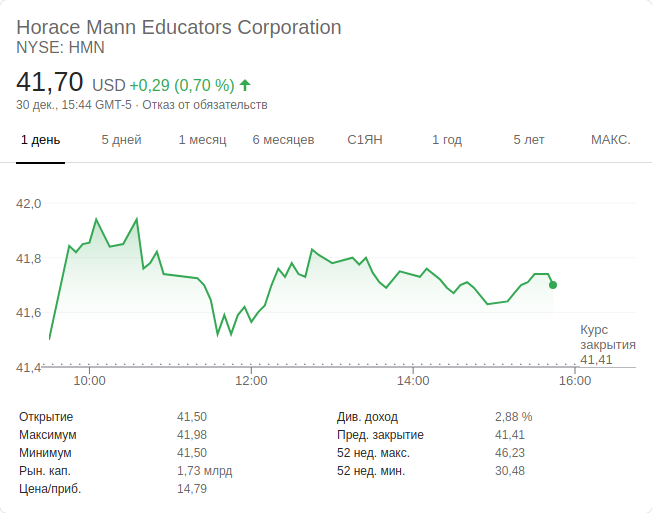 Horace Mann Educators Corporation
NYSE: HMN
41,70 USD +0,29 (0,70 %)
30 дек., 15:44 GMT-5 · Отказ от обязательств
1 день 5 дней 1 месяц 6 месяцев С1ЯН 1 год 5 лет МАКС.
42,0
41,8
41,6
41,4
Курс
закрытия
41,41
10:00 12:00 14:00 16:00
Открытие 41,50 Див. доход 2,88 %
Максимум 41,98 Пред. закрытие 41,41
Минимум 41,50 52 нед. макс. 46,23
Рын. кап. 1,73 млрд 52 нед. мин. 30,48
Цена/приб. 14,79